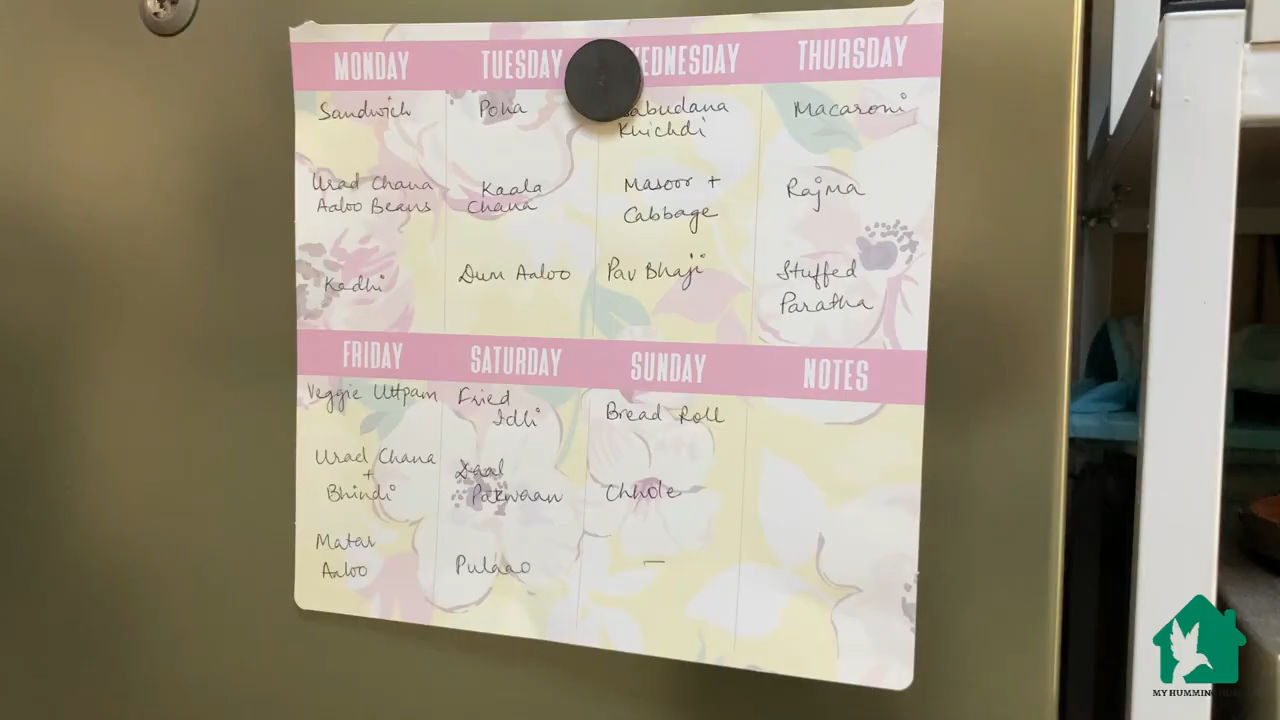 MONDAY TUESDAY THURSDAY
Sandwich
Urad Chana
Aaloo Beans
Kadhi
Poha
Kaala
Chana
Dum Aaloo
Khichdi
Masoor +
Cabbage
Pav Bhaji
Macaroni
Rajma
Stuffed
Paratha
FRIDAY SATURDAY SUNDAY NOTES
Veggie Uttpam
Urad Chana
+
Bhindi
Matar
Aaloo
Fried
Idli
Daal
Pakwaan
Pulaao
Bread Roll
Chhole
—
MY HUMMING